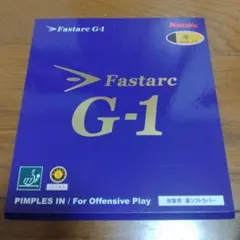 Fastarc G-1
Nittaku
Fastarc
G-1
PIMPLES IN / For Offensive Play
攻撃用 裏ソフトラバー